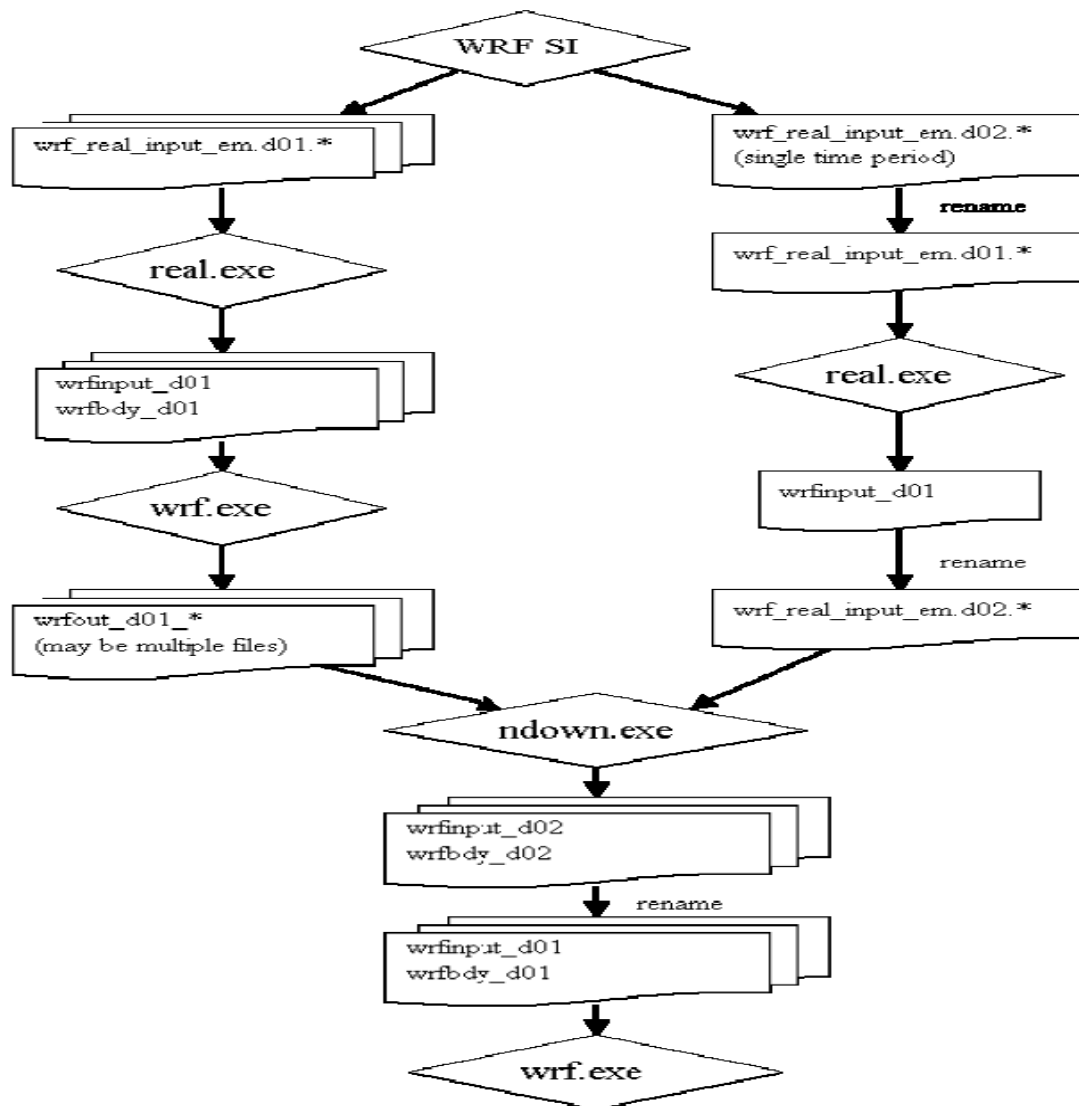 WRF SI
wrf_real_input_em.d01.*
wrf_real_input_em.d02.*
(single time period)
rename
real.exe
wrf_real_input_em.d01.*
wrfinput_d01
wrfbdy_d01
real.exe
wrf.exe
wrfinput_d01
rename
wrfout_d01_*
(may be multiple files)
wrf_real_input_em.d02.*
ndown.exe
wrfinput_d02
wrfbdy_d02
rename
wrfinput_d01
wrfbdy_d01
wrf.exe